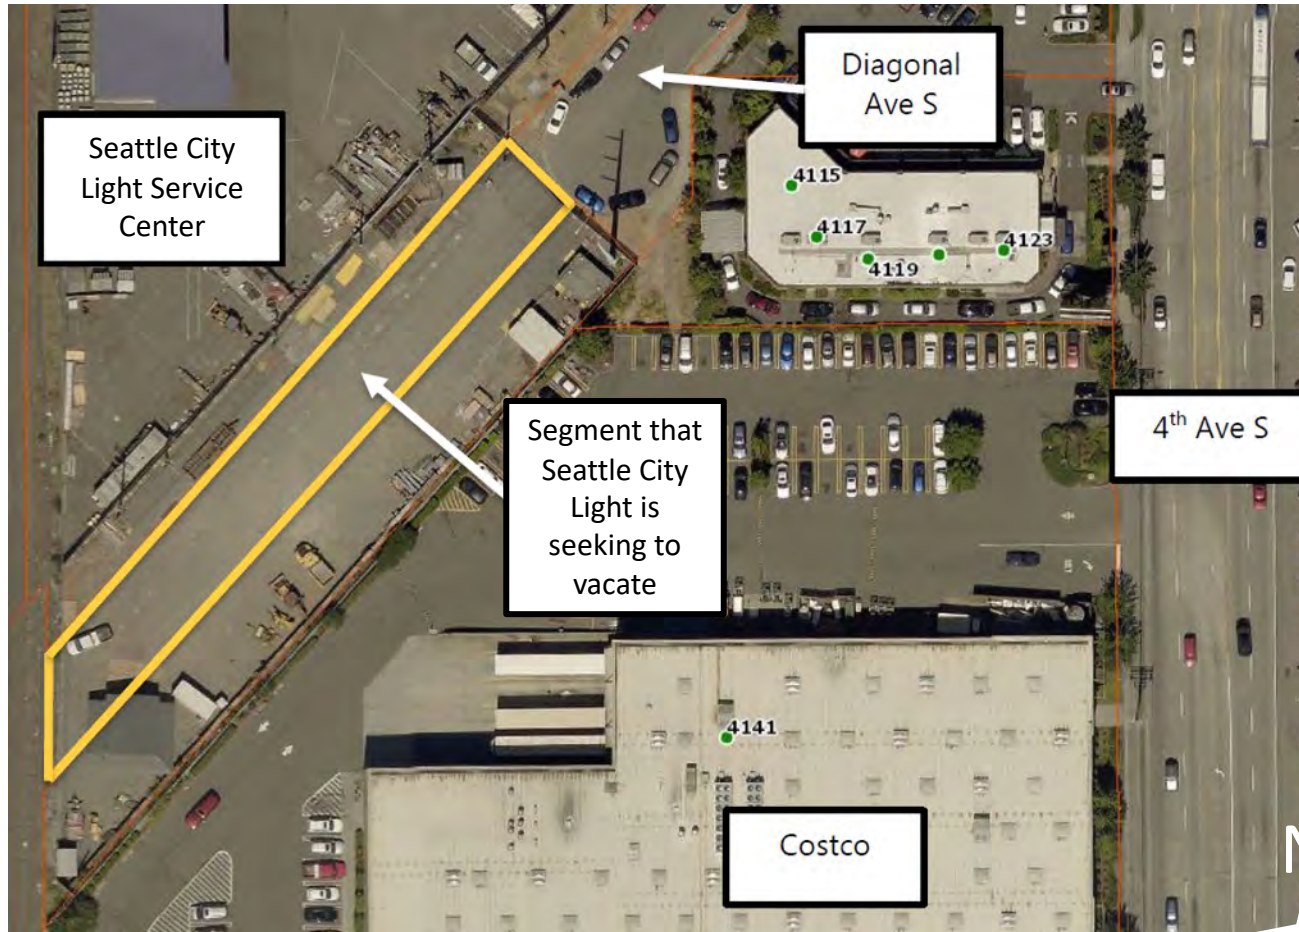 Diagonal
Ave S
Seattle City
Light Service
Center
4115
4117
4119
4123
Segment that
Seattle City
Light is
seeking to
vacate
4th Ave S
4141
Costco
N